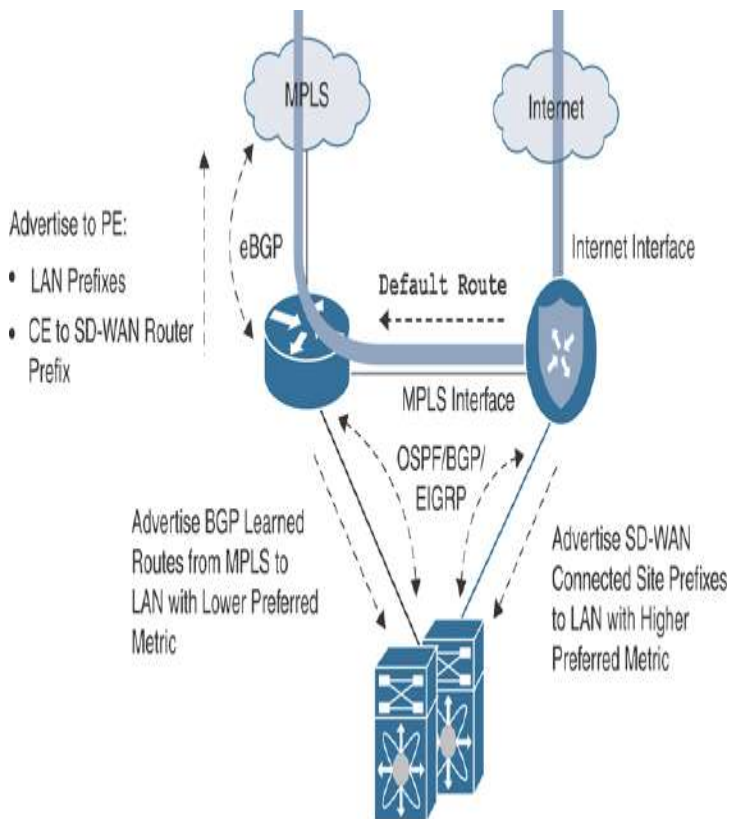 MPLS
Internet
Advertise to PE:
• LAN Prefixes
• CE to SD-WAN Router
Prefix
eBGP
Internet Interface
Default Route
MPLS Interface
OSPF/BGP/
EIGRP
Advertise BGP Learned
Routes from MPLS to
LAN with Lower Preferred
Metric
Advertise SD-WAN
Connected Site Prefixes
to LAN with Higher
Preferred Metric